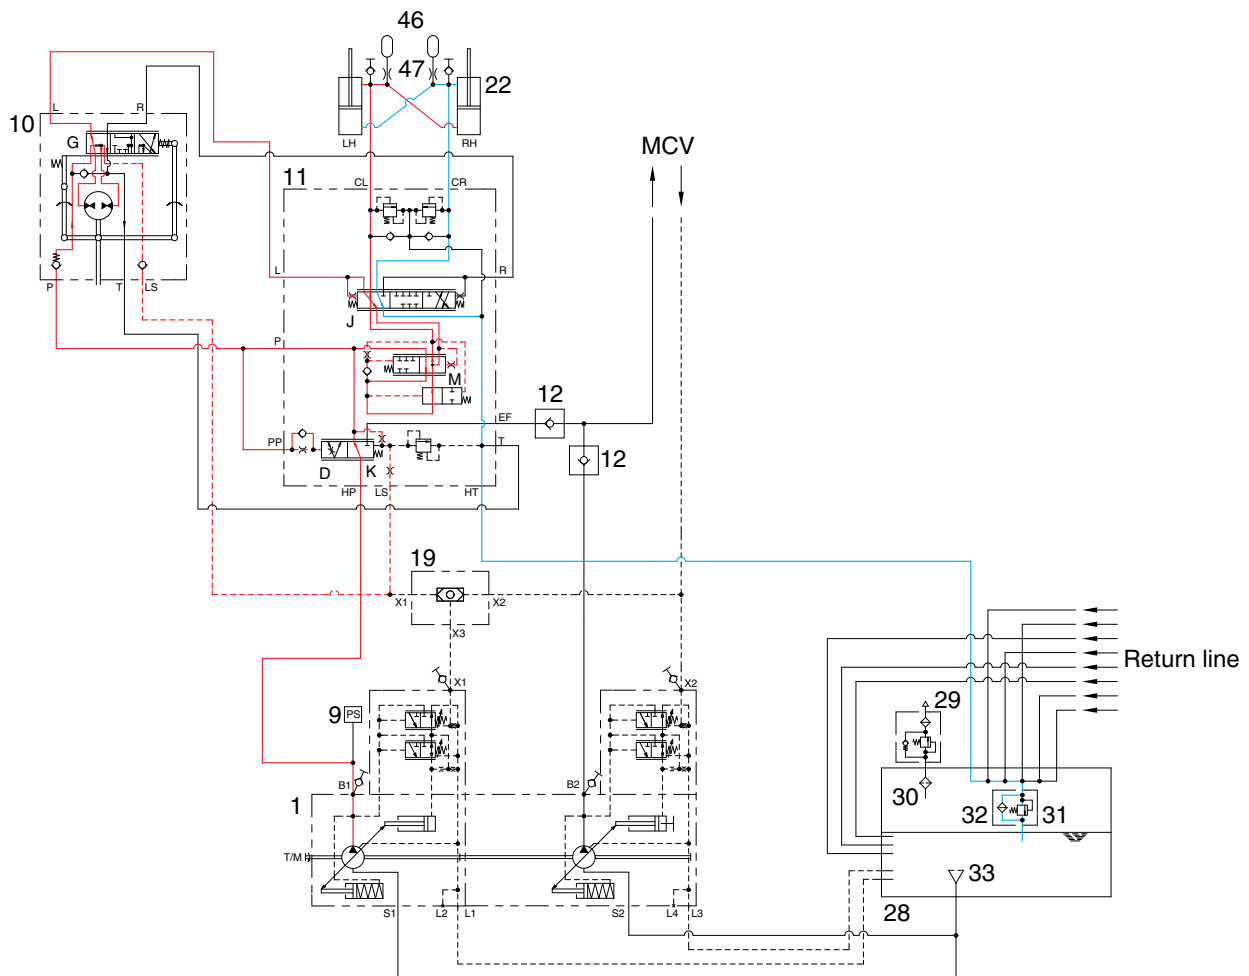 46
47
22
L
R
10
G
LH
RH
MCV
11
CL
CR
L
R
P
T
LS
J
P
M
12
EF
PP
T
12
D
K
HP
LS
HT
19
X1
X2
X3
Return line
X1
X2
9
PS
29
B1
B2
30
1
32
31
T/M
33
S1
L2
L1
S2
L4
L3
28